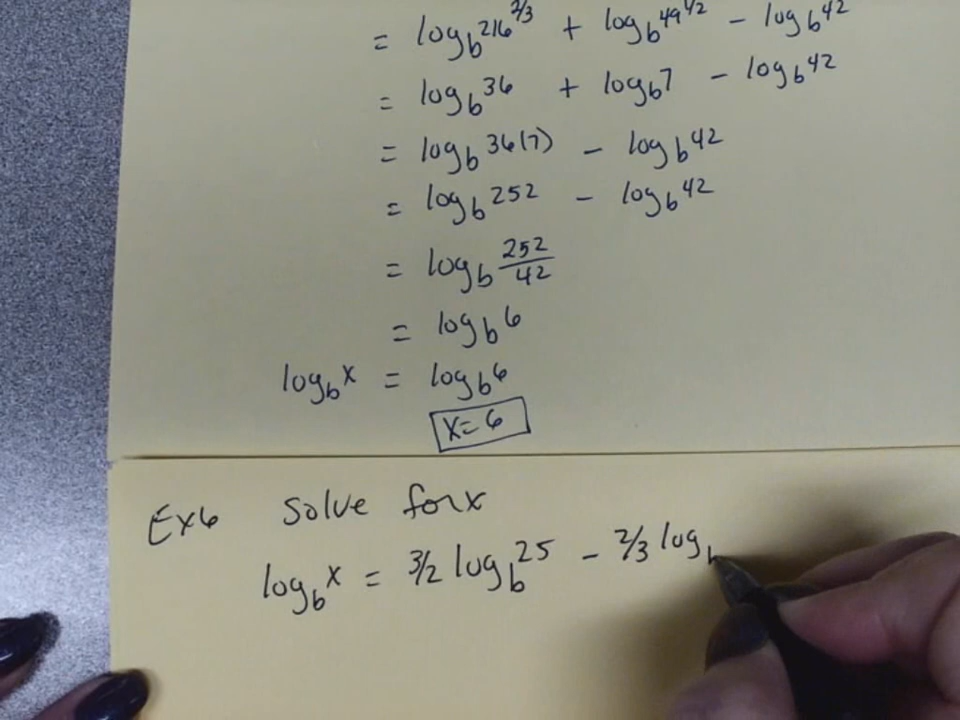 = log_b 216^2/3 + log_b 49^1/2 - log_b 42
= log_b 36 + log_b 7 - log_b 42
= log_b 36(7) - log_b 42
= log_b 252 - log_b 42
= log_b 252/42
= log_b 6
log_b x = log_b 6
x = 6
Ex6 Solve for x
log_b x = 3/2 log_b 25 - 2/3 log_b